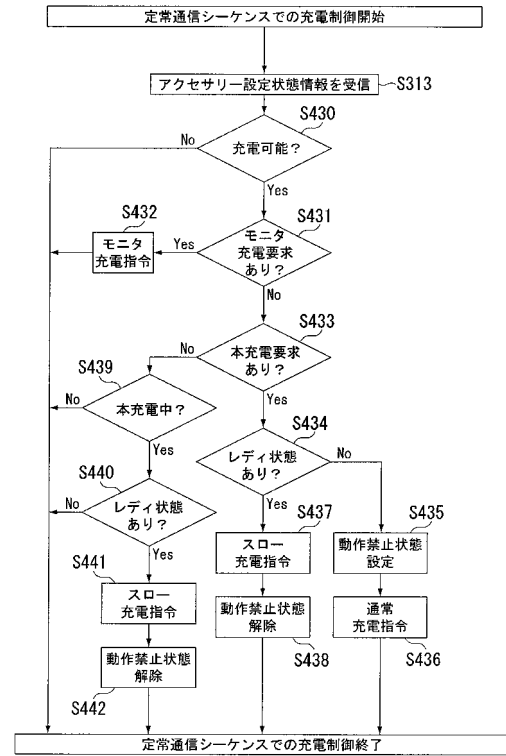 定常通信シーケンスでの充電制御開始
アクセサリー設定状態情報を受信
S313
S430
充電可能?
No
Yes
S432
モニタ
充電指令
Yes
S431
モニタ
充電要求
あり?
No
S433
本充電要求
あり?
No
Yes
S439
本充電中?
No
Yes
S434
レディ状態
あり?
No
Yes
S440
レディ状態
あり?
No
Yes
S437
スロー
充電指令
S435
動作禁止状態
設定
S441
スロー
充電指令
動作禁止状態
解除
S438
通常
充電指令
S436
動作禁止状態
解除
S442
定常通信シーケンスでの充電制御終了